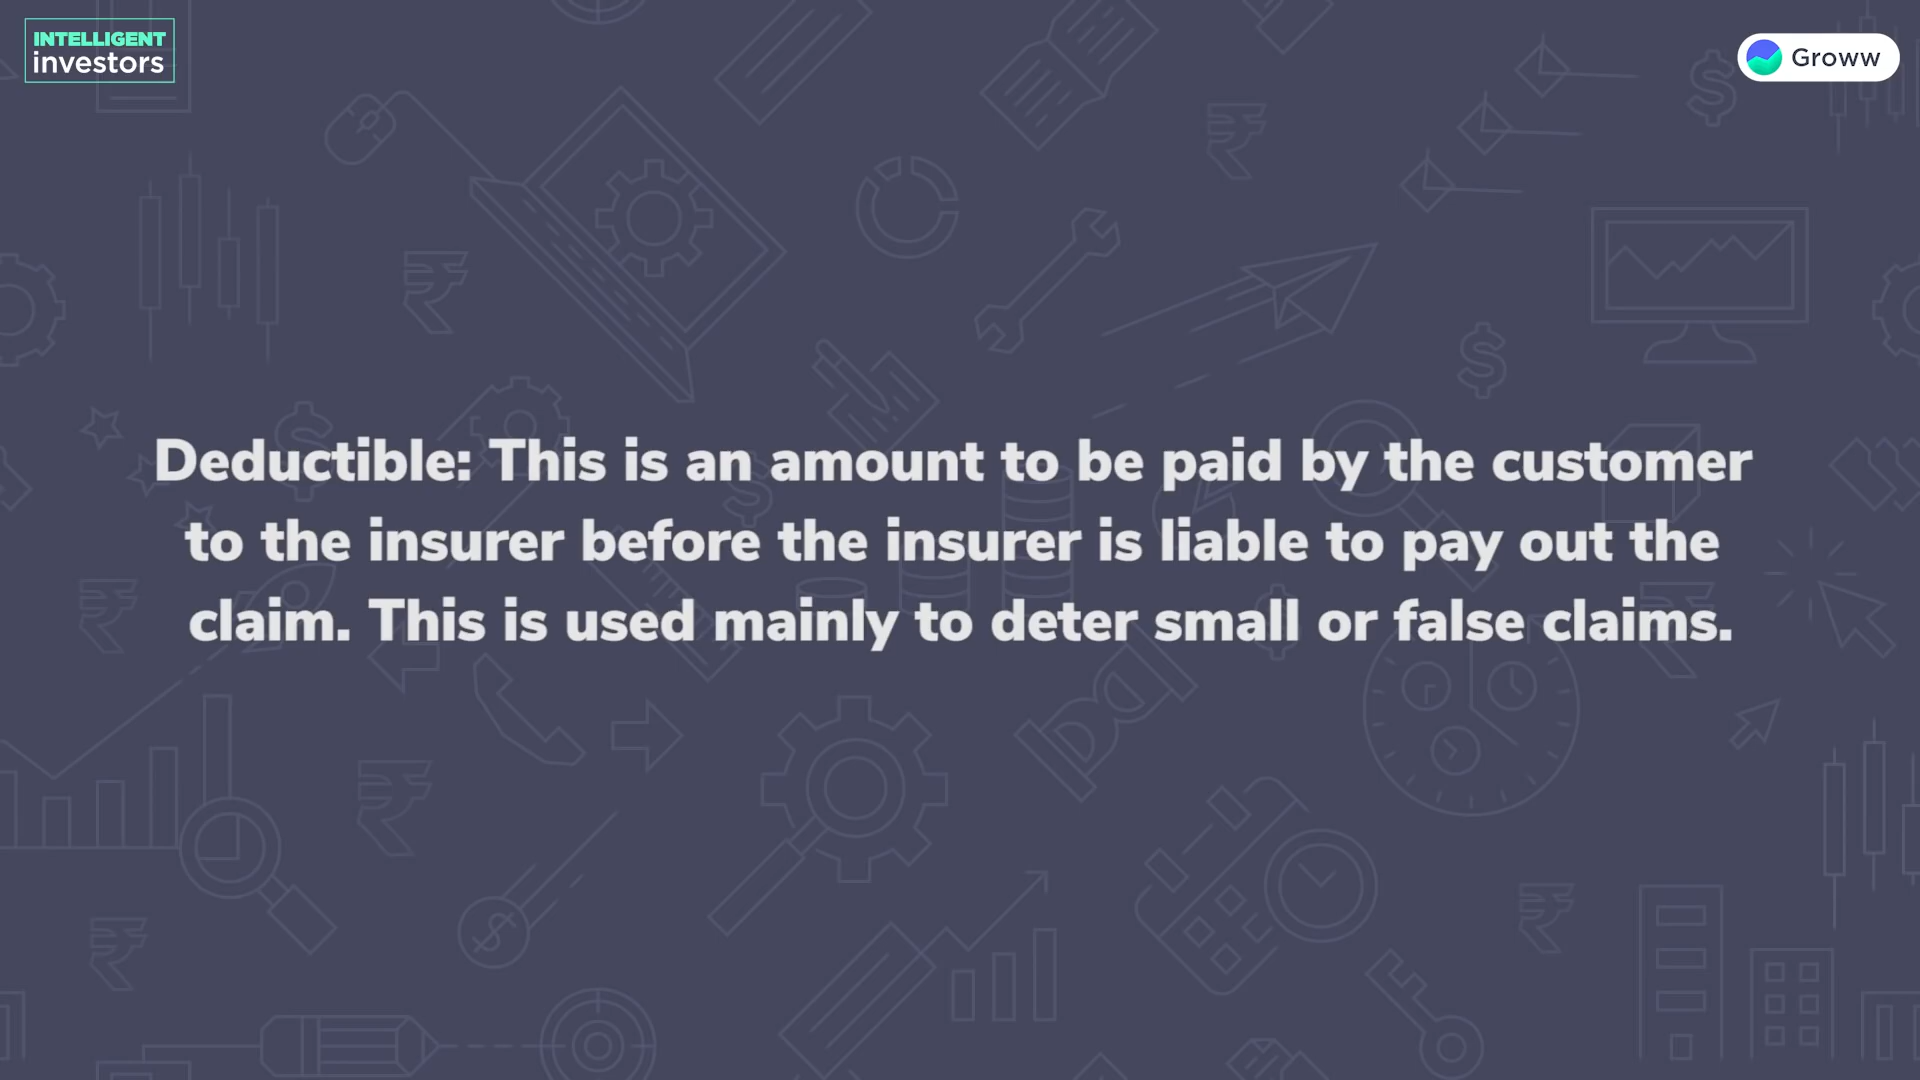 INTELLIGENT
investors
Groww
Deductible: This is an amount to be paid by the customer
to the insurer before the insurer is liable to pay out the
claim. This is used mainly to deter small or false claims.